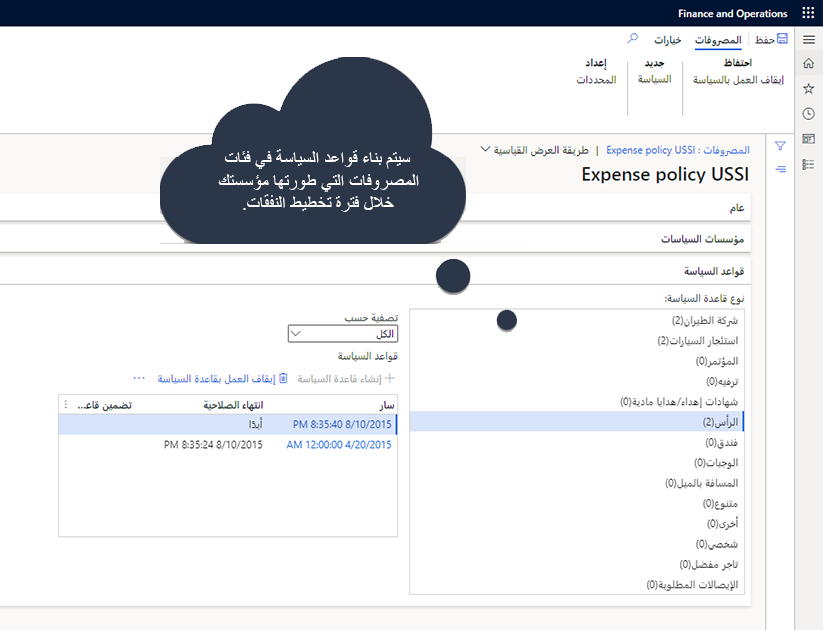 Finance and Operations
حفظ المصروفات خيارات
احتفاظ
إيقاف العمل بالسياسة
جديد
السياسة
إعداد
المحددات
سيتم بناء قواعد السياسة في فئات
المصروفات التي طورتها مؤسستك
خلال فترة تخطيط النفقات.
المصروفات : Expense policy USSI | طريقة العرض القياسية
Expense policy USSI
عام
مؤسسات السياسات
قواعد السياسة
نوع قاعدة السياسة:
شركة الطيران(2)
استئجار السيارات(2)
المؤتمر(0)
ترفيه(0)
شهادات إهداء/هدايا مادية(0)
الرأس(2)
فندق(0)
الوجبات(0)
المسافة بالميل(0)
متنوع(0)
أخرى(0)
شخصي(0)
تاجر مفضل(0)
الإيصالات المطلوبة(0)
تصفية حسب
الكل
قواعد السياسة
إنشاء قاعدة السياسة إيقاف العمل بقاعدة السياسة ...
سار انتهاء الصلاحية تضمين قاعد...
8/10/2015 8:35:40 PM أبدًا
4/20/2015 12:00:00 AM 8/10/2015 8:35:24 PM